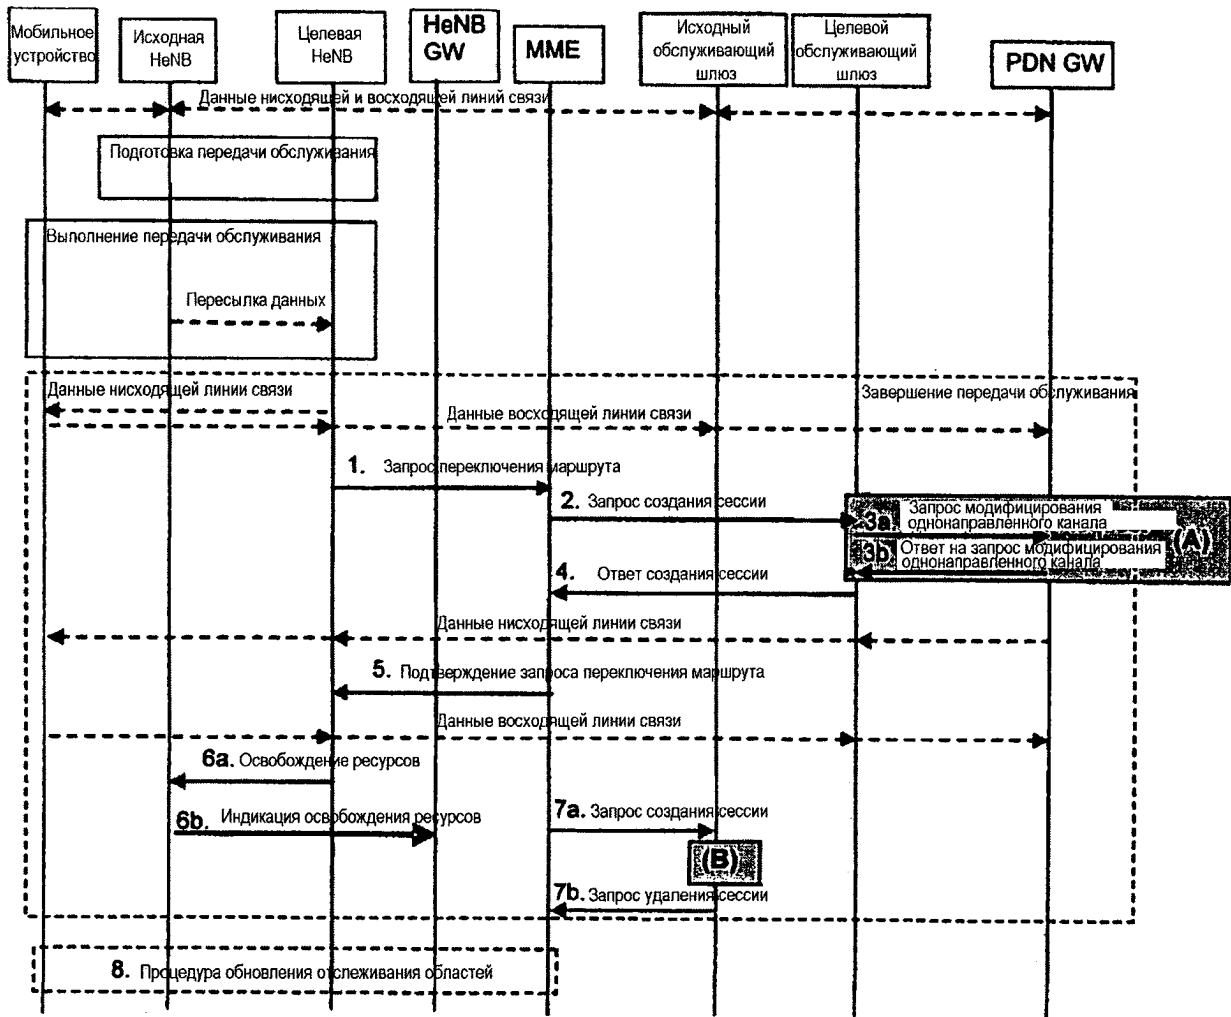 Мобильное
устройство
Исходная
HeNB
Целевая
HeNB
HeNB
GW
MME
Исходный
обслуживающий
шлюз
Целевой
обслуживающий
шлюз
PDN GW
Данные нисходящей и восходящей линий связи
Подготовка передачи обслуживания
Выполнение передачи обслуживания
Пересылка данных
Данные нисходящей линии связи
Завершение передачи обслуживания
Данные восходящей линии связи
1. Запрос переключения маршрута
2. Запрос создания сессии
3a. Запрос модифицирования
однонаправленного канала
(A)
3b. Ответ на запрос модифицирования
однонаправленного канала
4. Ответ создания сессии
Данные нисходящей линии связи
5. Подтверждение запроса переключения маршрута
Данные восходящей линии связи
6a. Освобождение ресурсов
6b. Индикация освобождения ресурсов
7a. Запрос создания сессии
(B)
7b. Запрос удаления сессии
8. Процедура обновления отслеживания областей